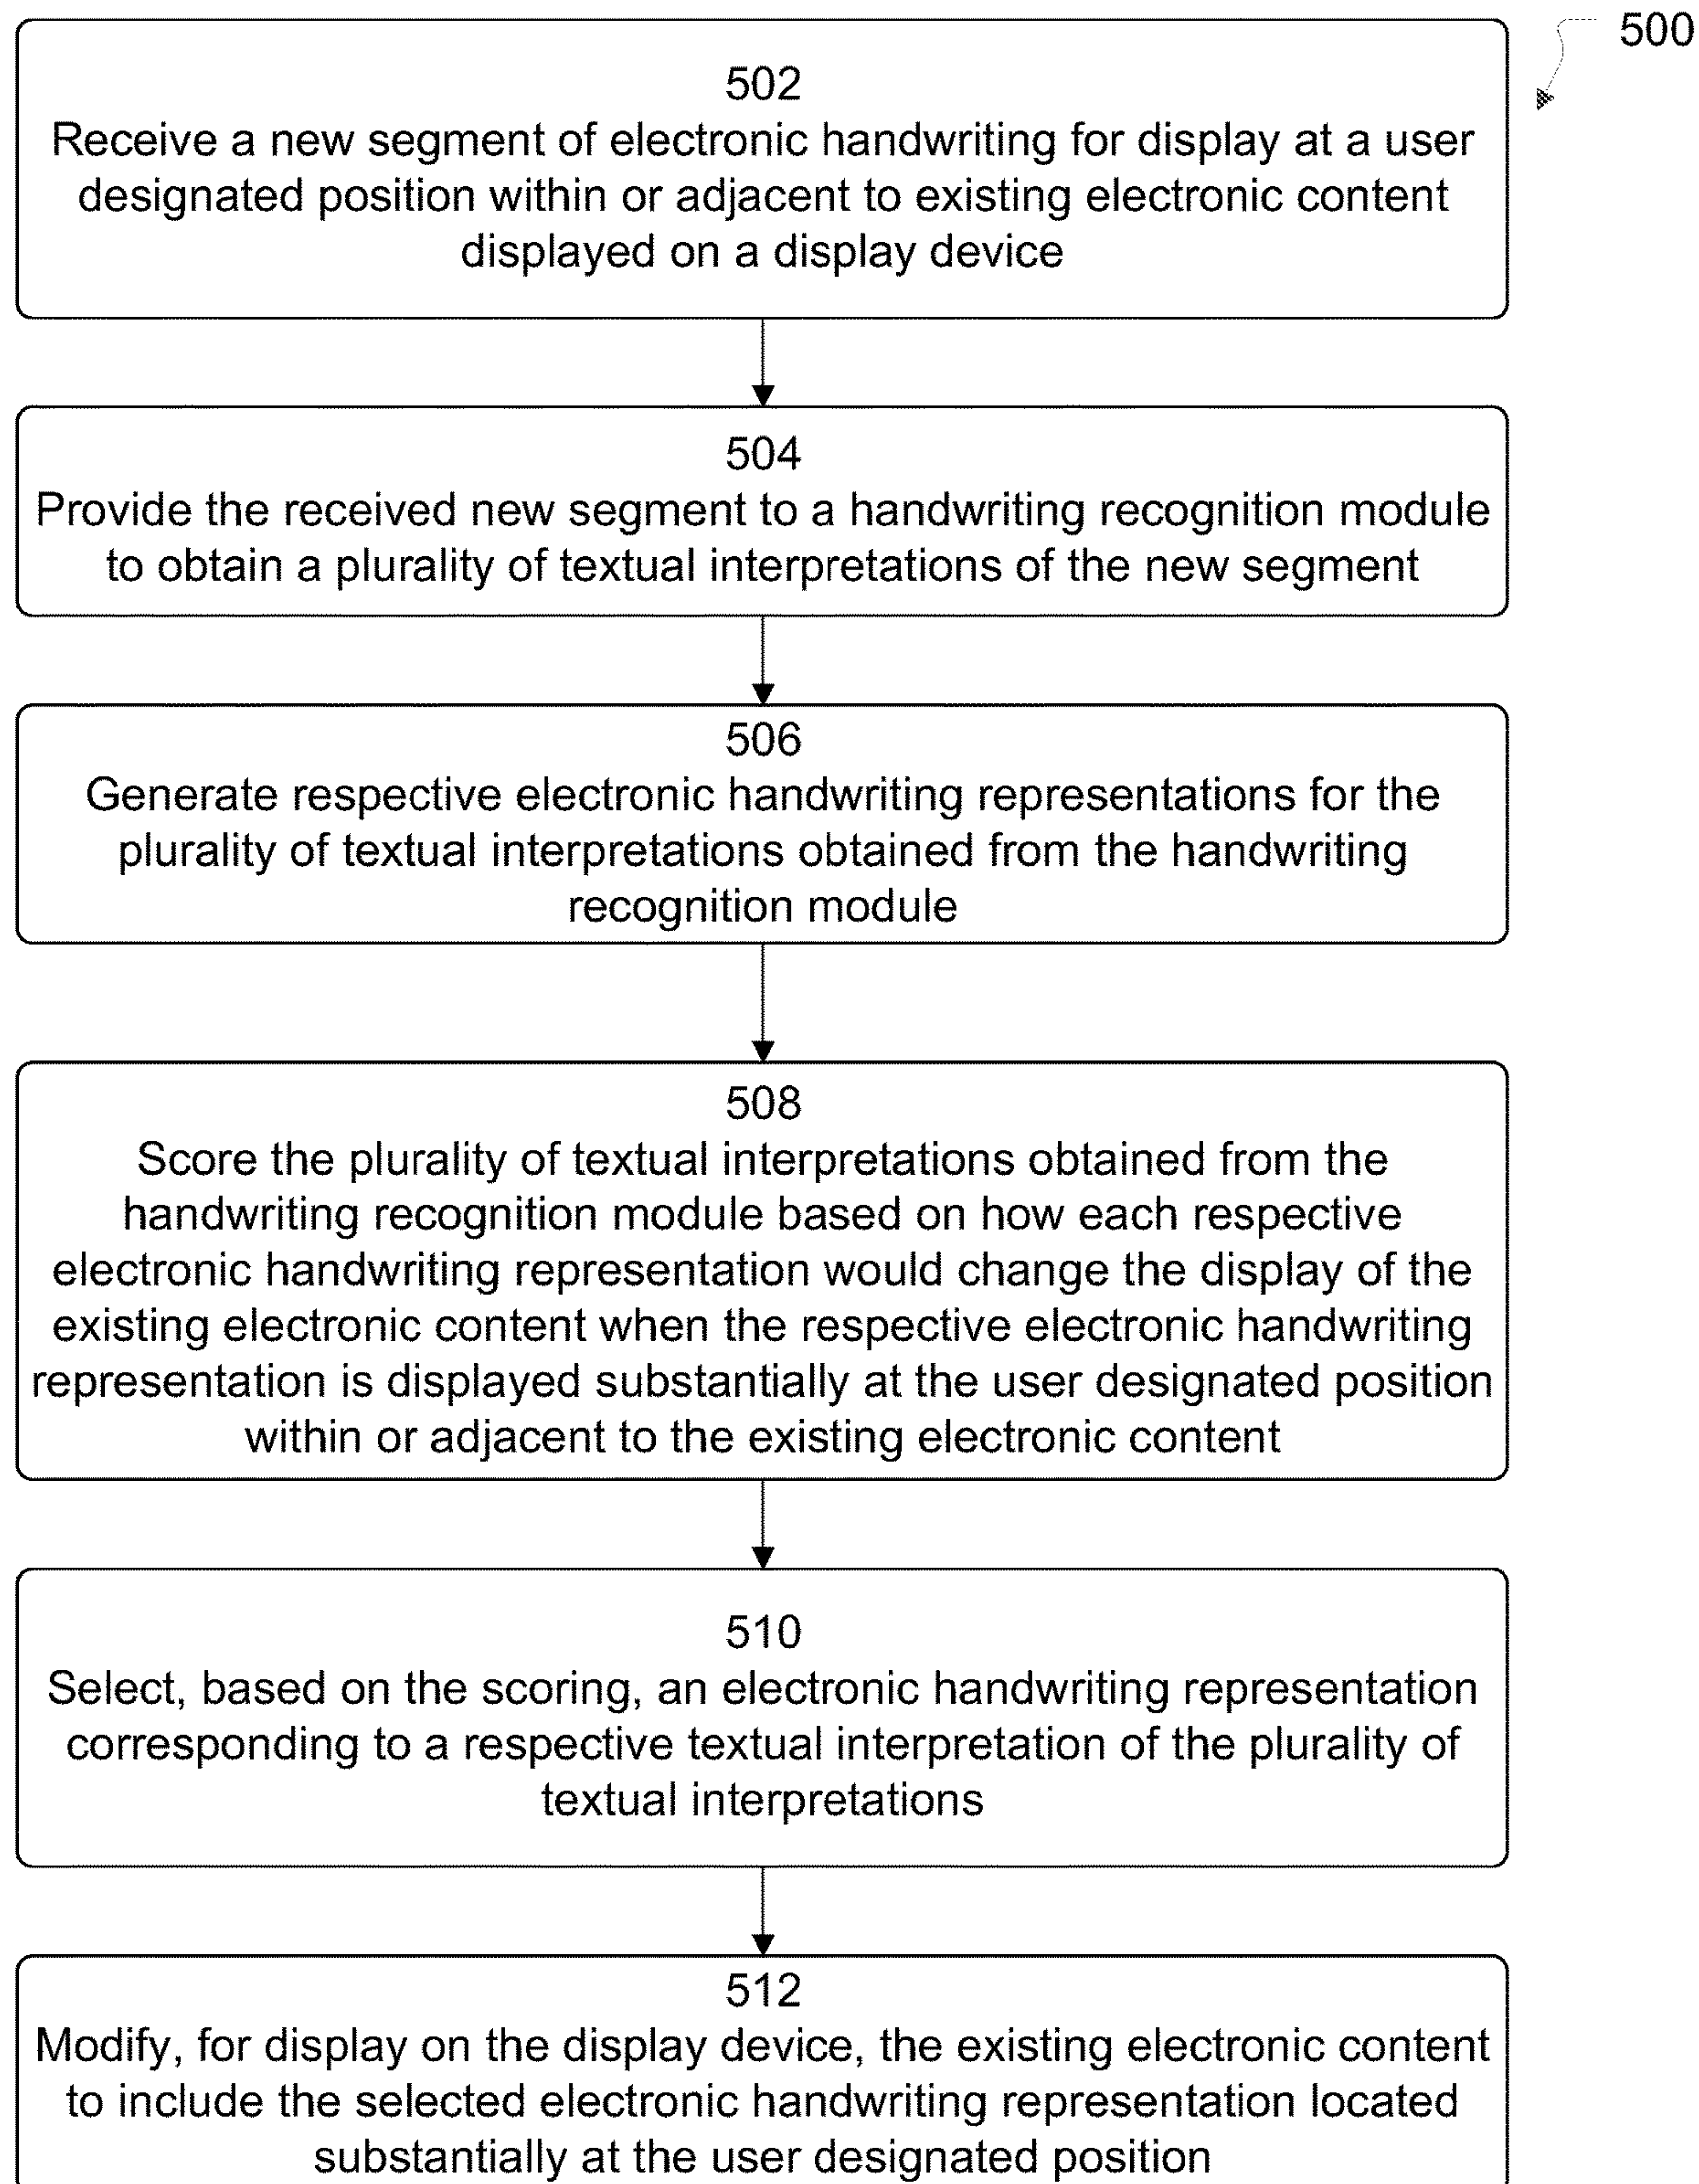 500
502
Receive a new segment of electronic handwriting for display at a user
designated position within or adjacent to existing electronic content
displayed on a display device
504
Provide the received new segment to a handwriting recognition module
to obtain a plurality of textual interpretations of the new segment
506
Generate respective electronic handwriting representations for the
plurality of textual interpretations obtained from the handwriting
recognition module
508
Score the plurality of textual interpretations obtained from the
handwriting recognition module based on how each respective
electronic handwriting representation would change the display of the
existing electronic content when the respective electronic handwriting
representation is displayed substantially at the user designated position
within or adjacent to the existing electronic content
510
Select, based on the scoring, an electronic handwriting representation
corresponding to a respective textual interpretation of the plurality of
textual interpretations
512
Modify, for display on the display device, the existing electronic content
to include the selected electronic handwriting representation located
substantially at the user designated position